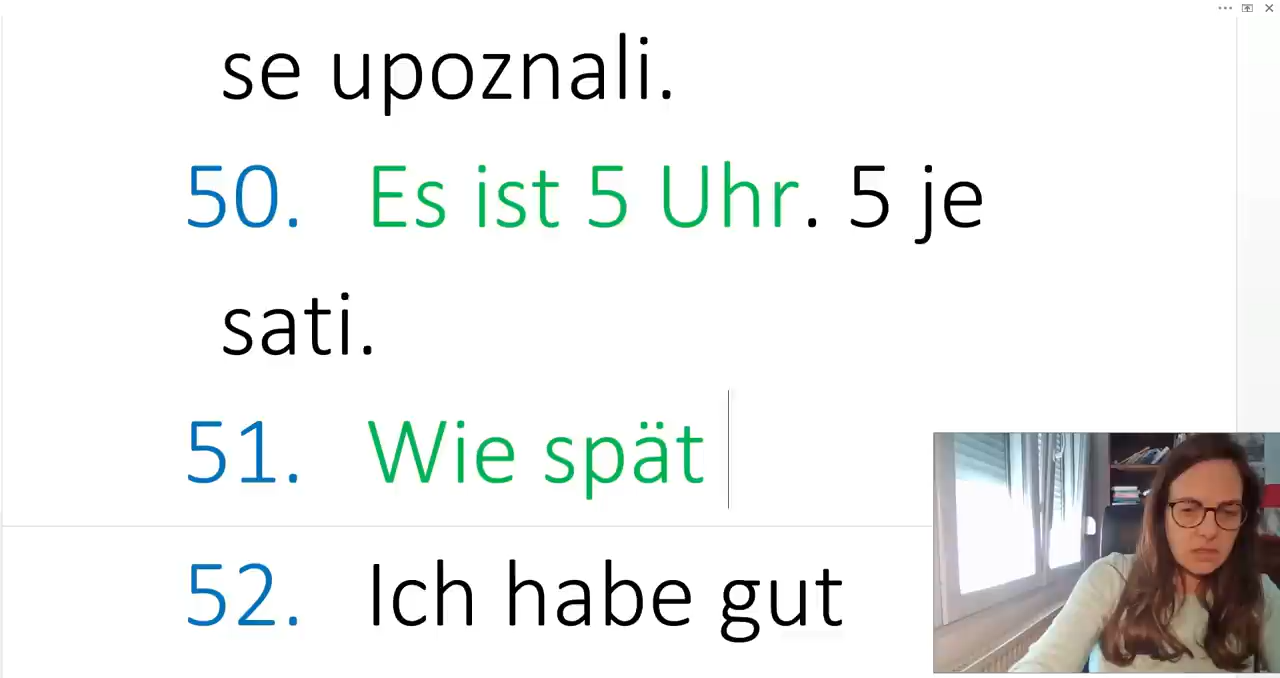 se upoznali.
50. Es ist 5 Uhr. 5 je
sati.
51. Wie spät
52. Ich habe gut